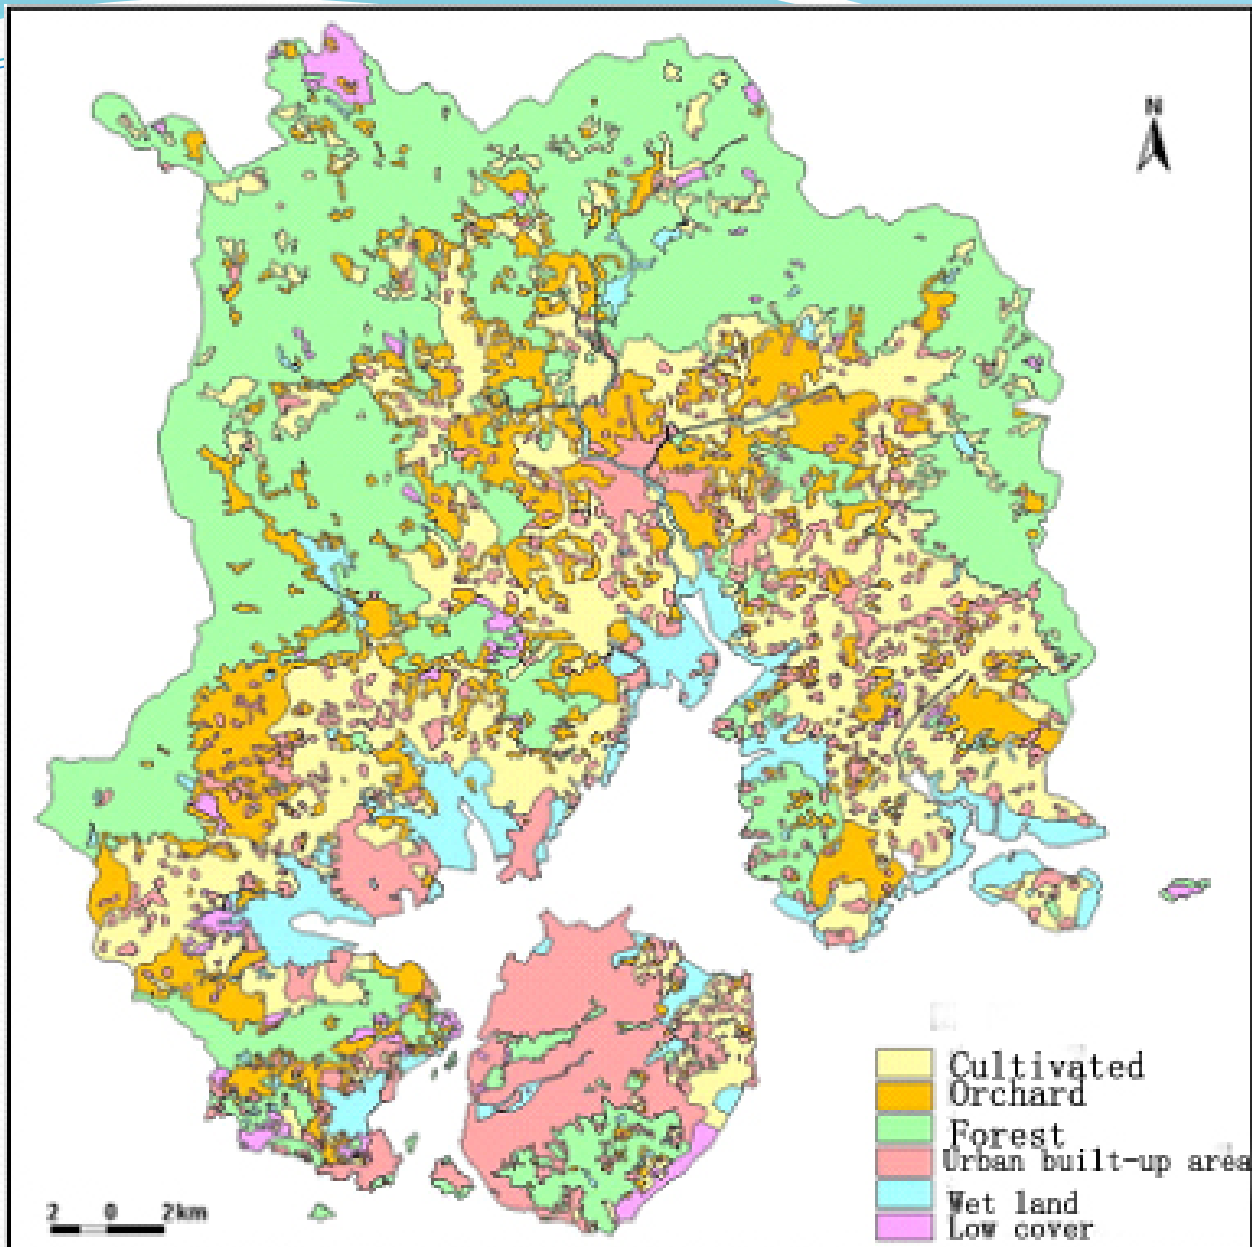 N
Cultivated
Orchard
Forest
Urban built-up area
Wet land
Low cover
2 0 2km